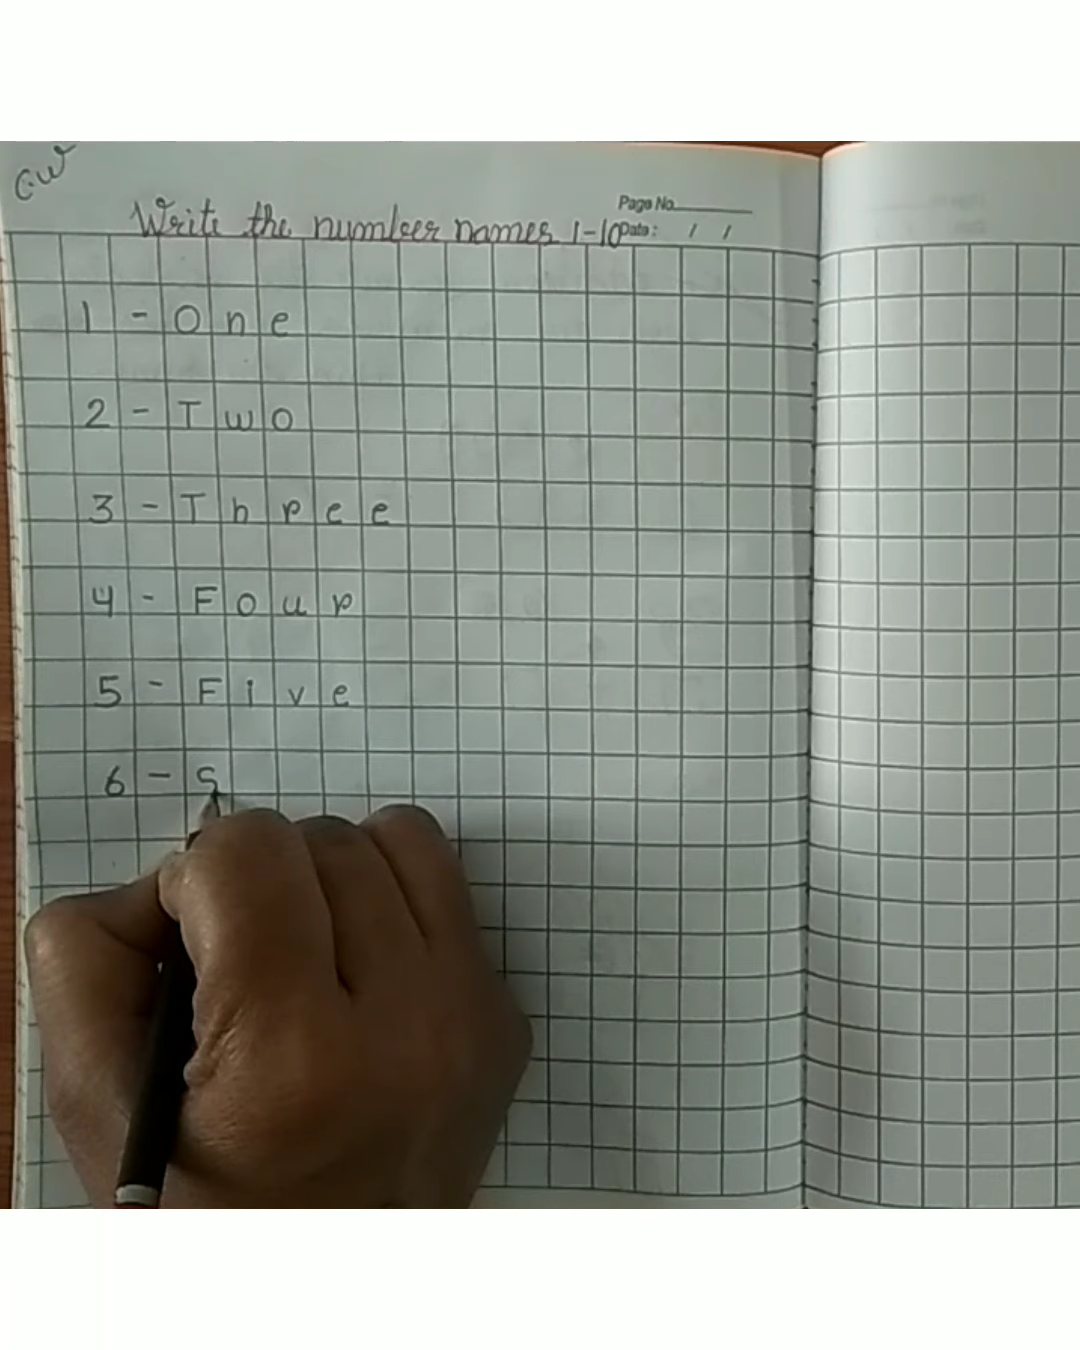 C.W
Page No.
Write the number names 1-10
Date: / /
1 - One
2 - Two
3 - Three
4 - Four
5 - Five
6 - S